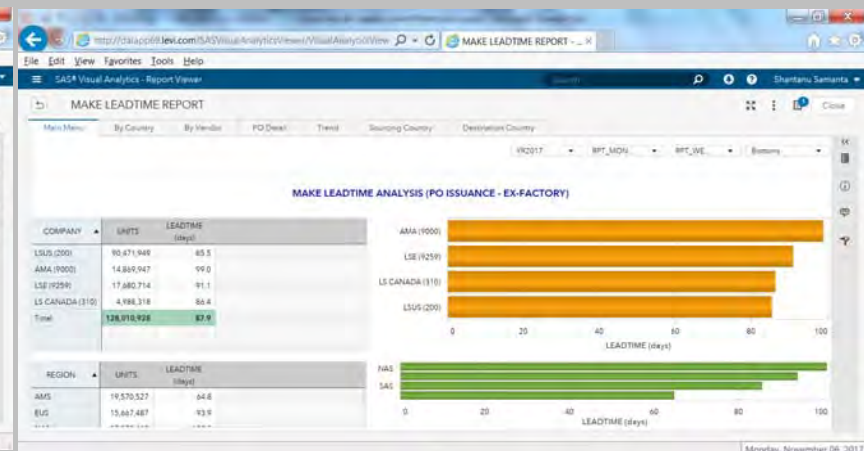 http://dalapp69.levi.com/SASVisualAnalyticsViewer/VisualAnalyticsView
MAKE LEADTIME REPORT - ...
File Edit View Favorites Tools Help
SAS® Visual Analytics - Report Viewer
Search
Shantanu Samanta
MAKE LEADTIME REPORT
Close
Main Menu By Country By Vendor PO Detail Trend Sourcing Country Destination Country
YR2017 RPT_MON... RPT_WE... Bottoms
MAKE LEADTIME ANALYSIS (PO ISSUANCE - EX-FACTORY)
COMPANY UNITS LEADTIME (days)
LSUS (200) 90,471,949 85.5
AMA (9000) 14,869,947 99.0
LSE (9259) 17,680,714 91.1
LS CANADA (310) 4,988,318 86.4
Total 128,010,928 87.9
AMA (9000)
LSE (9259)
LS CANADA (310)
LSUS (200)
0 20 40 60 80 100
LEADTIME (days)
REGION UNITS LEADTIME (days)
AMS 19,570,527 64.8
EUS 15,667,487 93.9
NAS
SAS
0 20 40 60 80 100
LEADTIME (days)
Monday, November 06, 2017